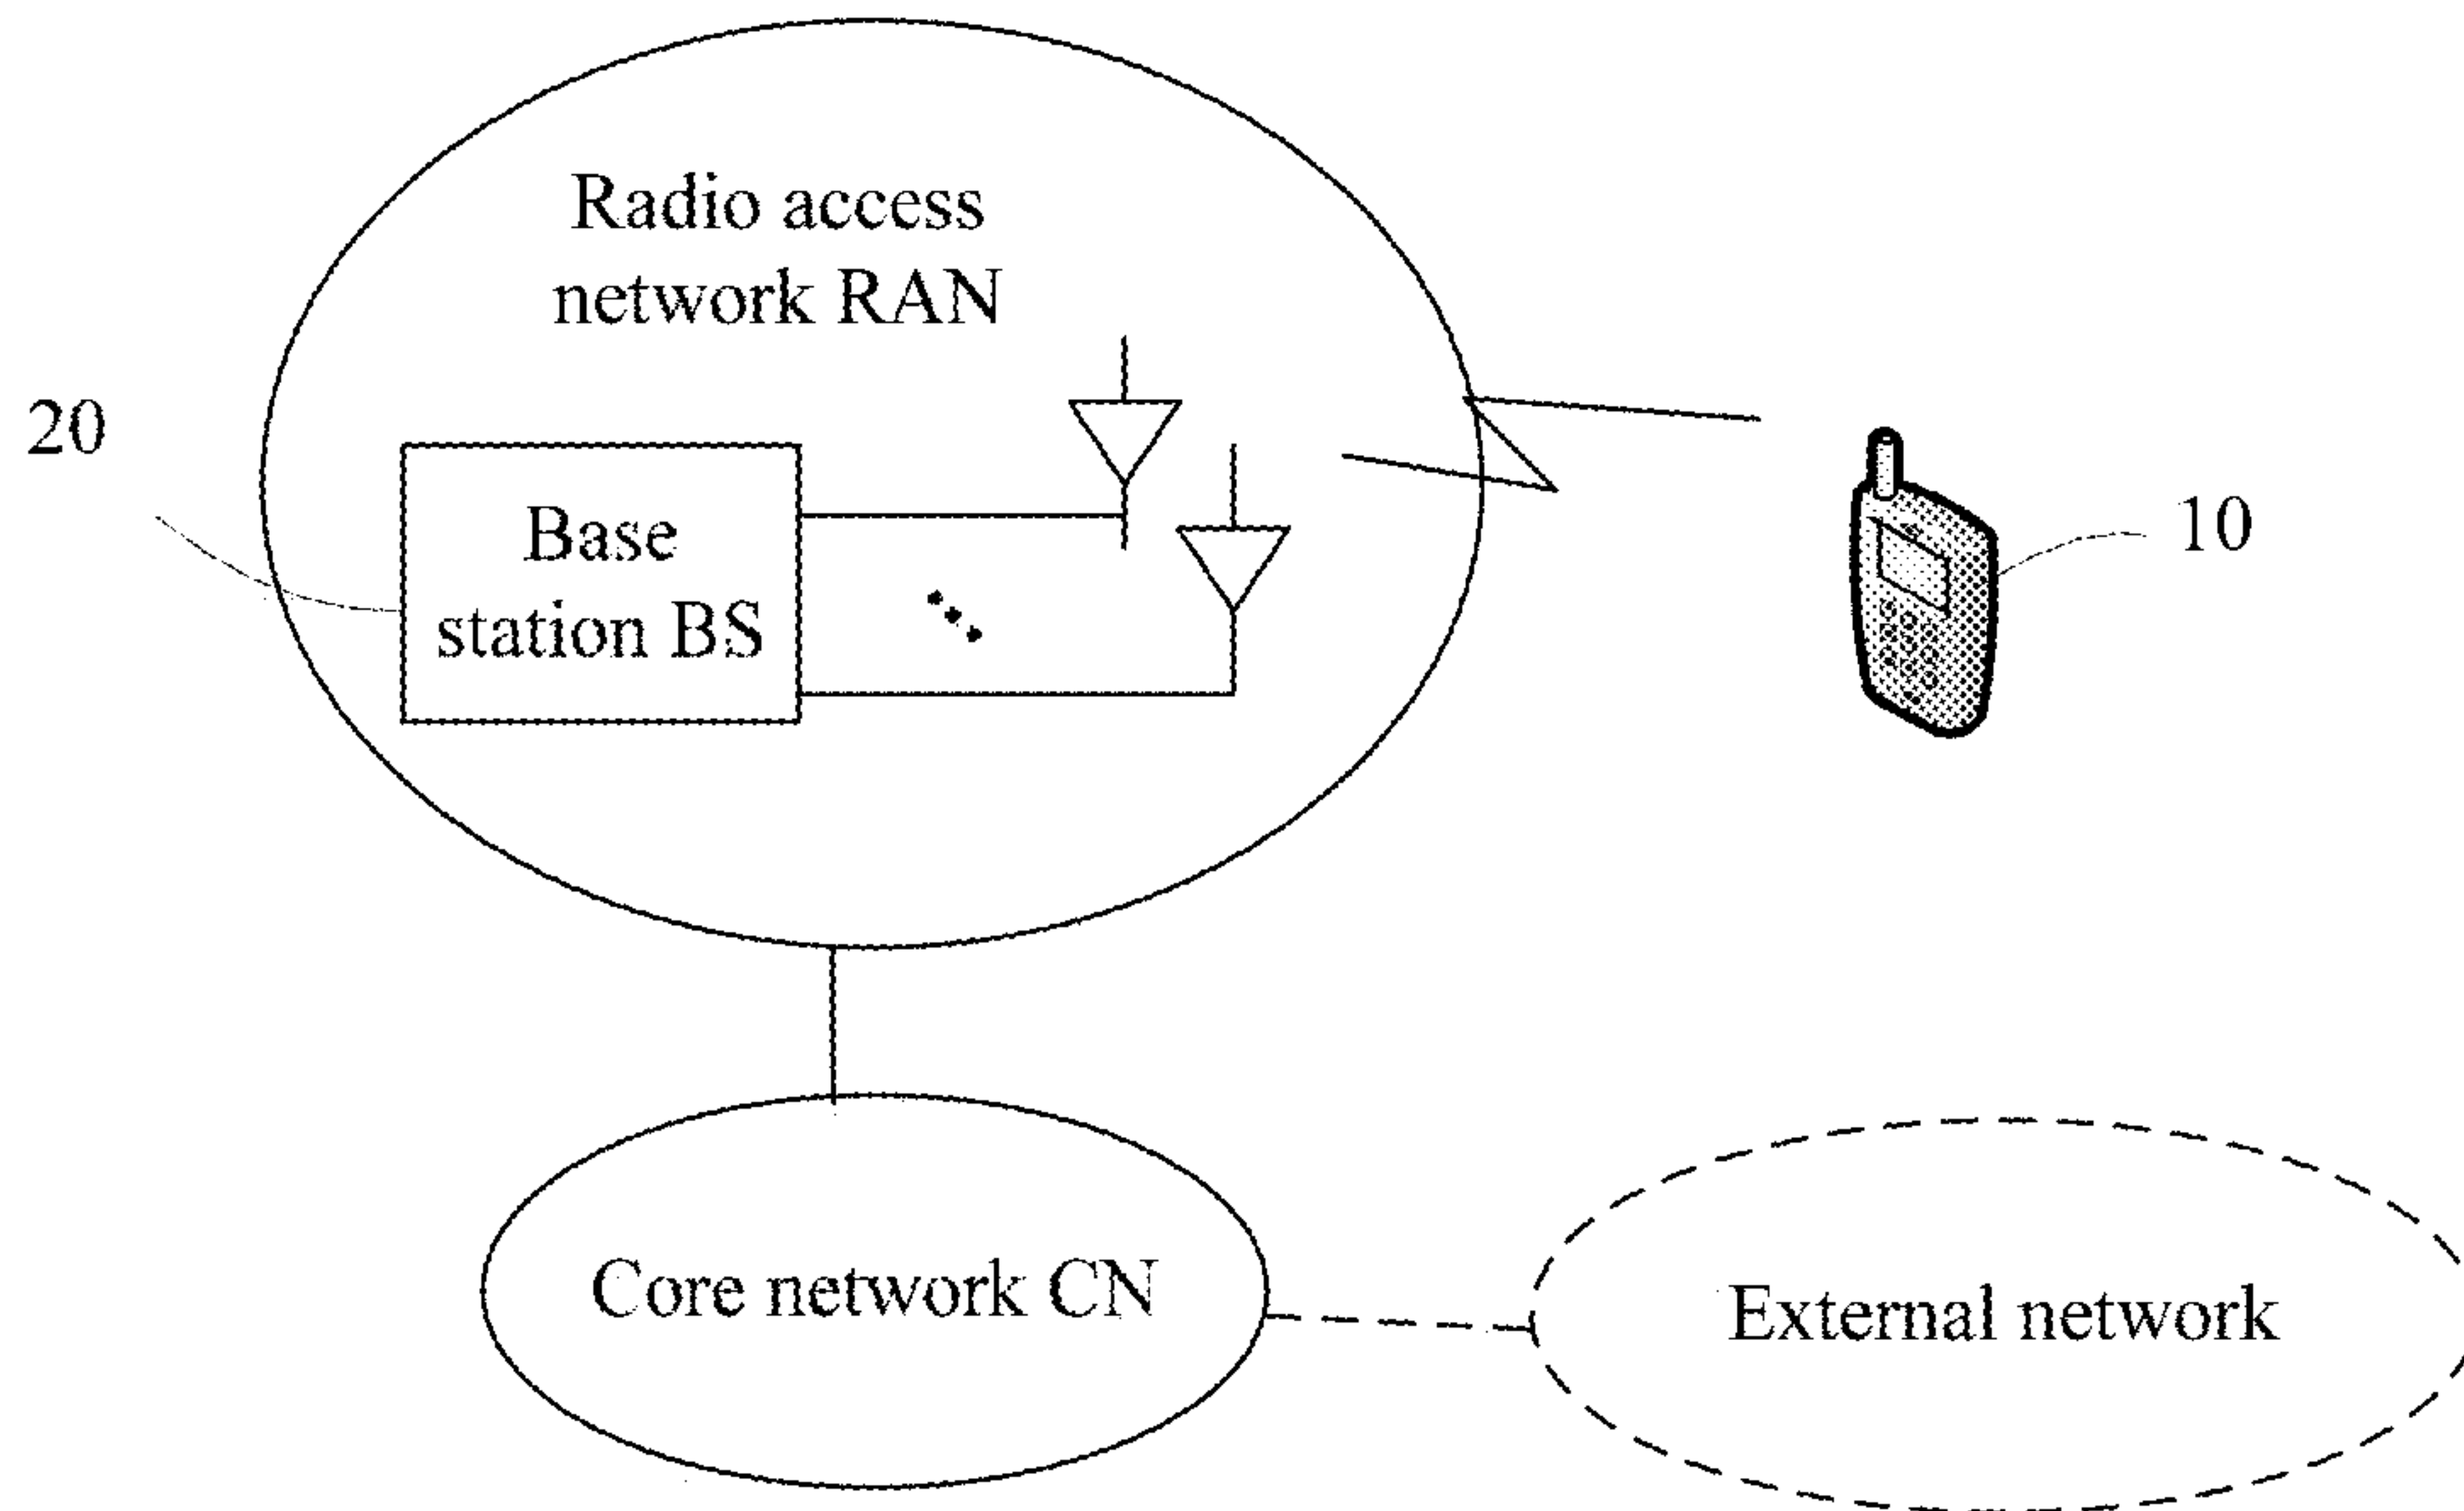 Radio access
network RAN
20
Base
station BS
10
Core network CN
External network